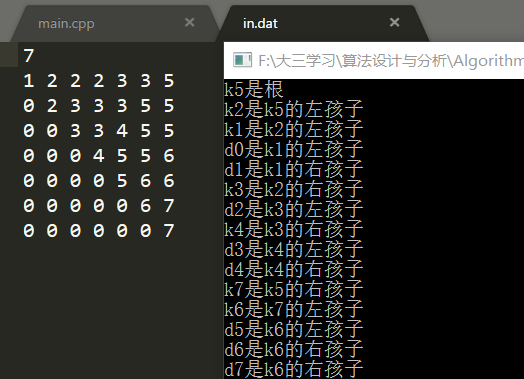 main.cpp
in.dat
7
1 2 2 2 3 3 5
0 2 3 3 3 5 5
0 0 3 3 4 5 5
0 0 0 4 5 5 6
0 0 0 0 5 6 6
0 0 0 0 0 6 7
0 0 0 0 0 0 7
F:\大三学习\算法设计与分析\Algorithm
k5是根
k2是k5的左孩子
k1是k2的左孩子
d0是k1的左孩子
d1是k1的右孩子
k3是k2的右孩子
d2是k3的左孩子
k4是k3的右孩子
d3是k4的左孩子
d4是k4的右孩子
k7是k5的右孩子
k6是k7的左孩子
d5是k6的左孩子
d6是k6的右孩子
d7是k6的右孩子